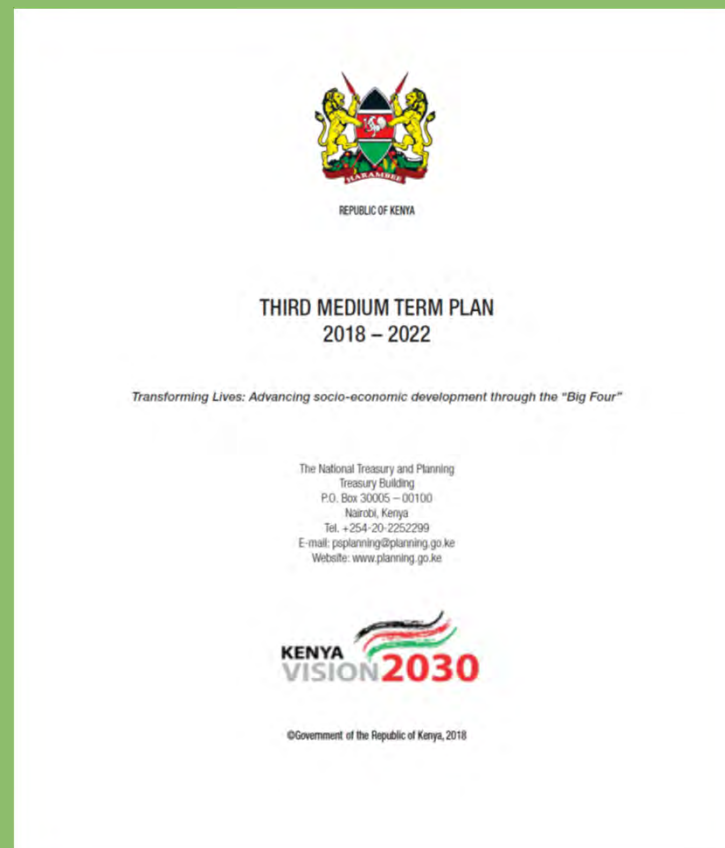 HARAMBEE
REPUBLIC OF KENYA
THIRD MEDIUM TERM PLAN
2018 – 2022
Transforming Lives: Advancing socio-economic development through the “Big Four”
The National Treasury and Planning
Treasury Building
P.O. Box 30005 – 00100
Nairobi, Kenya
Tel. +254-20-2252299
E-mail: psplanning@planning.go.ke
Website: www.planning.go.ke
KENYA
VISION 2030
©Government of the Republic of Kenya, 2018